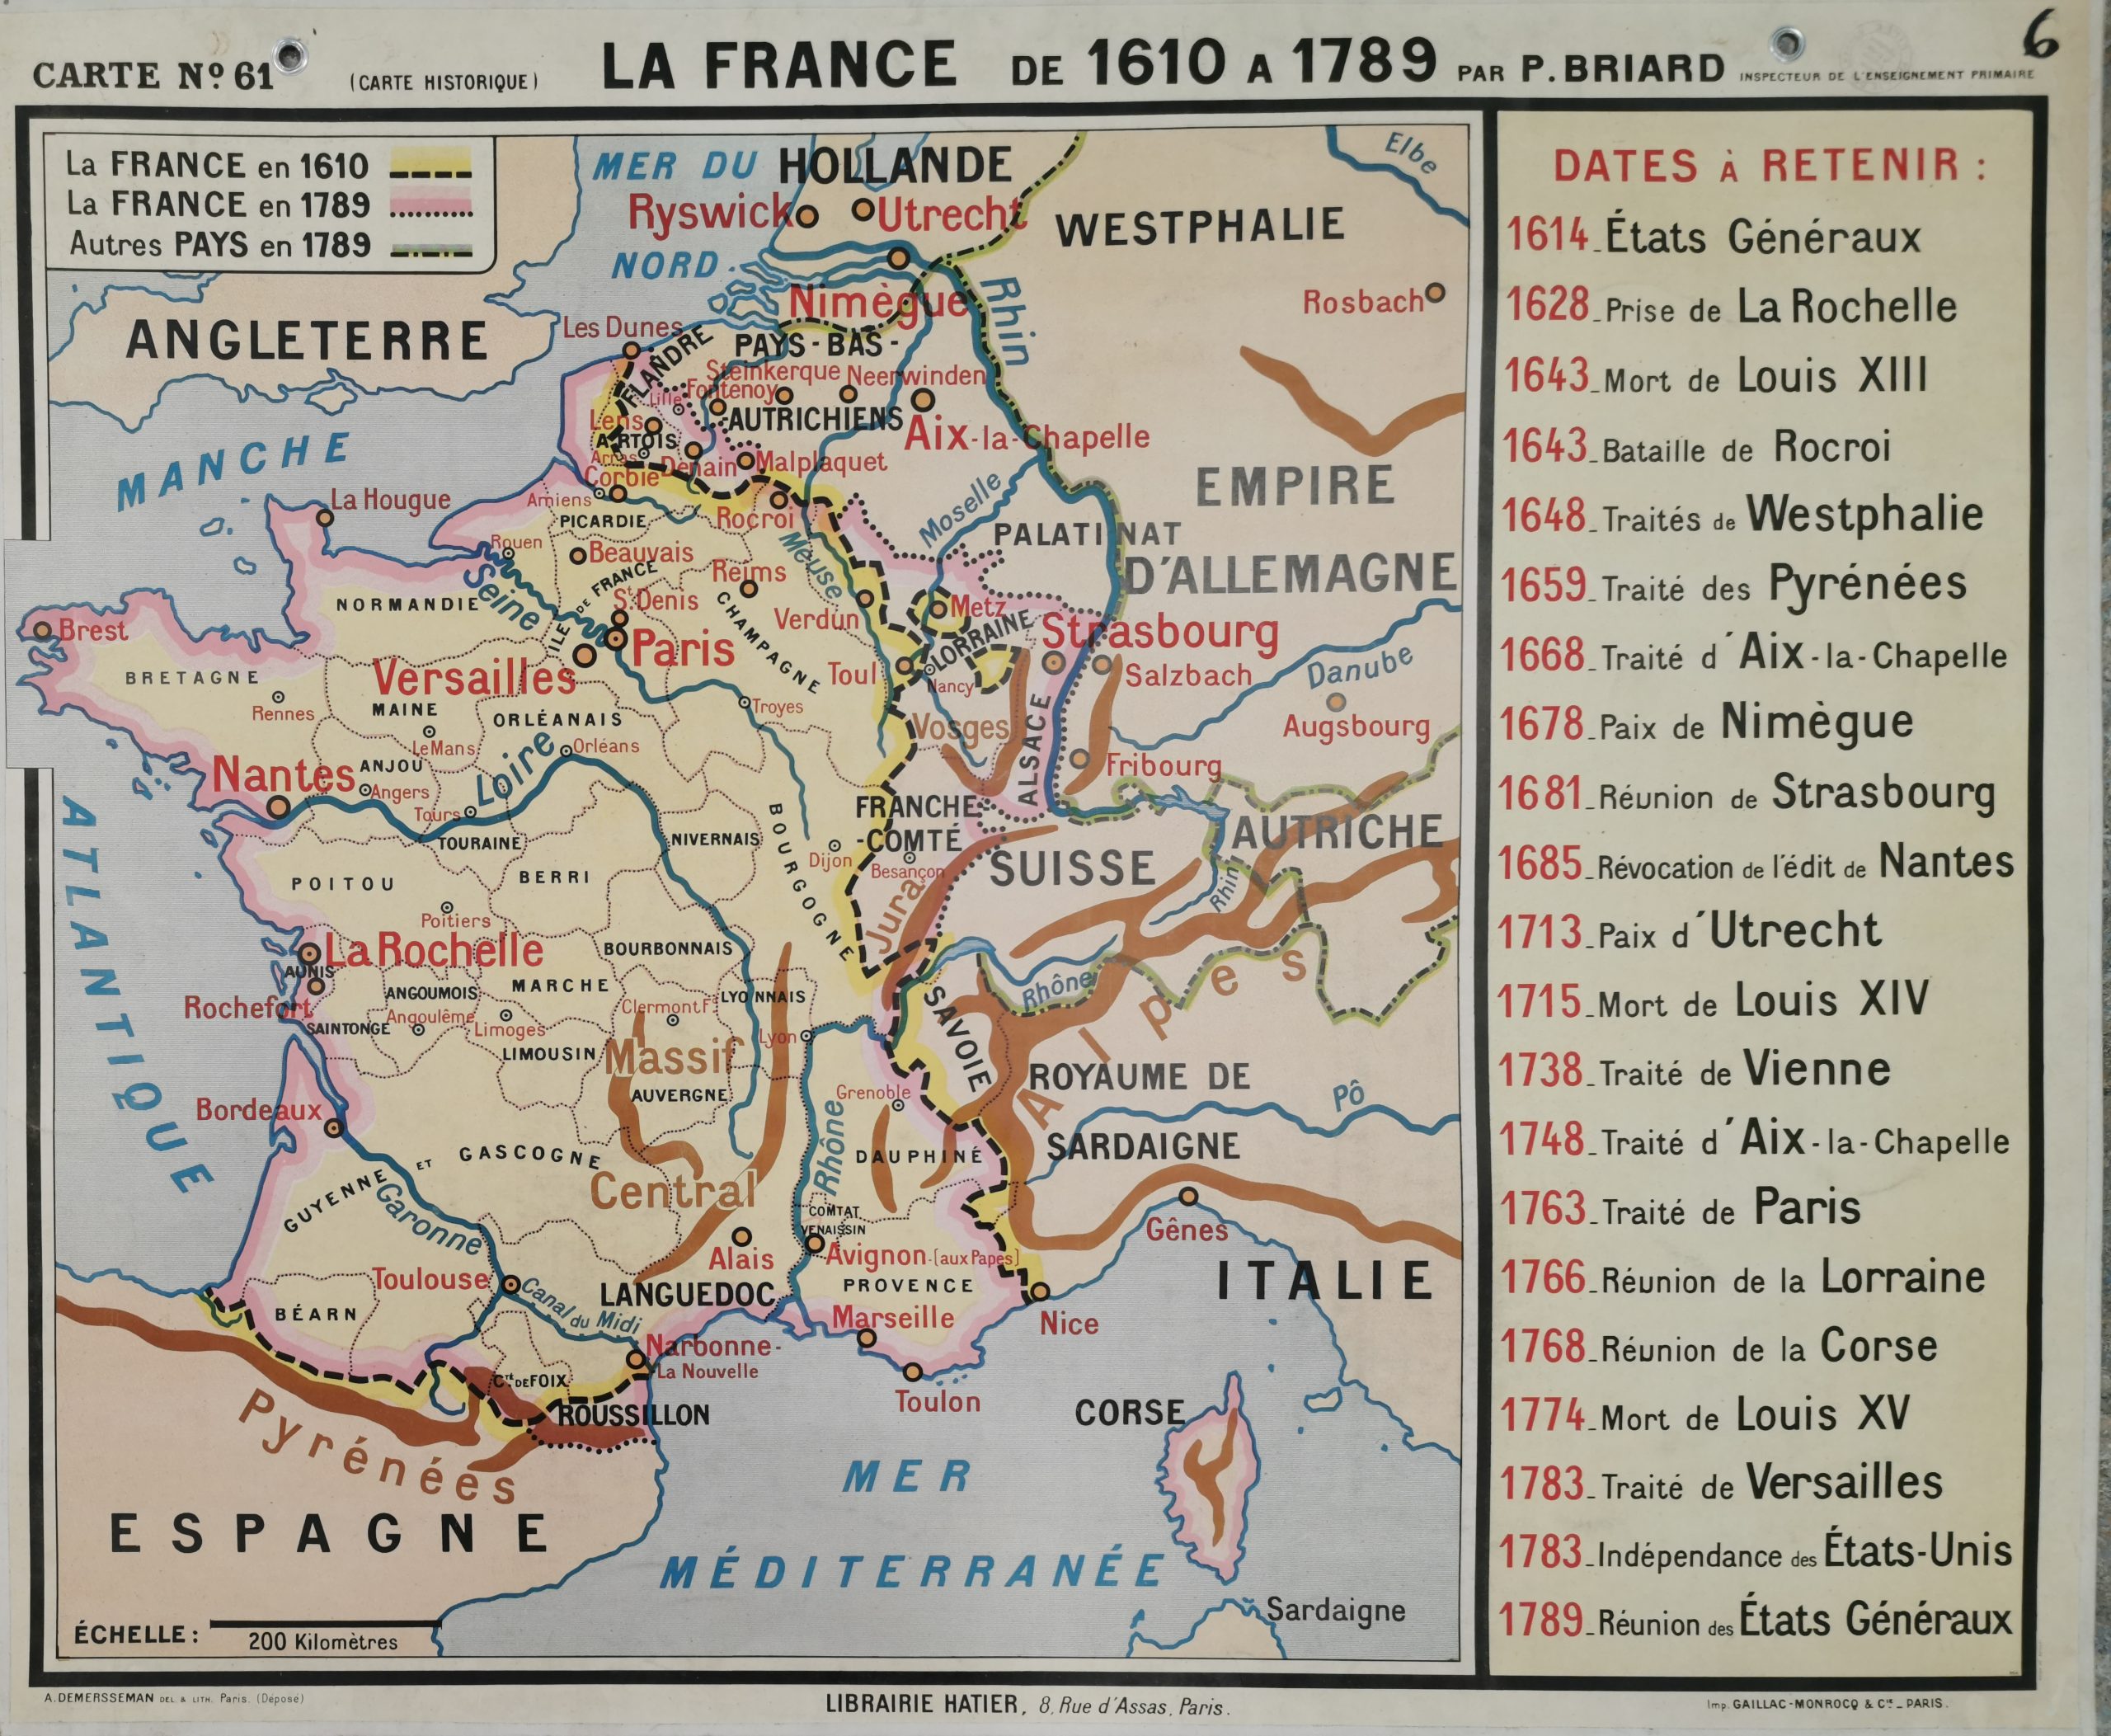 6
CARTE Nº 61
(CARTE HISTORIQUE)
LA FRANCE DE 1610 A 1789 PAR P. BRIARD INSPECTEUR DE L'ENSEIGNEMENT PRIMAIRE
La FRANCE en 1610
La FRANCE en 1789
Autres PAYS en 1789
MER DU
NORD
HOLLANDE
Ryswick
Utrecht
WESTPHALIE
Elbe
Nimègue
Rhin
Rosbach
ANGLETERRE
Les Dunes
FLANDRE
PAYS-BAS-
AUTRICHIENS
Steinkerque
Neerwinden
Fontenoy
Lille
Lens
ARTOIS
Arras
Denain
Malplaquet
Aix-la-Chapelle
MANCHE
La Hougue
Corbie
Amiens
PICARDIE
Rocroi
Moselle
PALATINAT
EMPIRE
D'ALLEMAGNE
Rouen
Beauvais
Meuse
Reims
Seine
ILE DE FRANCE
St Denis
CHAMPAGNE
Verdun
Metz
NORMANDIE
LORRAINE
Strasbourg
Brest
Paris
Versailles
Toul
Nancy
Salzbach
Danube
BRETAGNE
Rennes
MAINE
Le Mans
ORLÉANAIS
Orléans
Troyes
Vosges
ALSACE
Augsbourg
Fribourg
Nantes
ANJOU
Angers
Loire
Tours
TOURAINE
NIVERNAIS
BOURGOGNE
Dijon
FRANCHE-
-COMTÉ
Besançon
SUISSE
AUTRICHE
Rhin
ATLANTIQUE
POITOU
Poitiers
BERRI
Jura
La Rochelle
AUNIS
BOURBONNAIS
Rochefort
SAINTONGE
ANGOUMOIS
Angoulême
MARCHE
Limoges
LIMOUSIN
Clermont Ft
LYONNAIS
Lyon
Rhône
Alpes
SAVOIE
Massif
Central
AUVERGNE
Bordeaux
Grenoble
Rhône
DAUPHINÉ
ROYAUME DE
SARDAIGNE
Pô
GUYENNE ET GASCOGNE
Garonne
COMTAT
VENAISSIN
Alais
Avignon-(aux Papes)
Gênes
ITALIE
Toulouse
Canal du Midi
LANGUEDOC
PROVENCE
BÉARN
Marseille
Nice
Narbonne-
La Nouvelle
Cté DE FOIX
Toulon
ROUSSILLON
CORSE
Pyrénées
ESPAGNE
MER
MÉDITERRANÉE
Sardaigne
ÉCHELLE:
200 Kilomètres
DATES À RETENIR :
1614_États Généraux
1628_Prise de La Rochelle
1643_Mort de Louis XIII
1643_Bataille de Rocroi
1648_Traités de Westphalie
1659_Traité des Pyrénées
1668_Traité d'Aix-la-Chapelle
1678_Paix de Nimègue
1681_Réunion de Strasbourg
1685_Révocation de l'édit de Nantes
1713_Paix d'Utrecht
1715_Mort de Louis XIV
1738_Traité de Vienne
1748_Traité d'Aix-la-Chapelle
1763_Traité de Paris
1766_Réunion de la Lorraine
1768_Réunion de la Corse
1774_Mort de Louis XV
1783_Traité de Versailles
1783_Indépendance des États-Unis
1789_Réunion des États Généraux
A. DEMERSSEMAN DEL. & LITH. Paris. (Déposé)
LIBRAIRIE HATIER, 8, Rue d'Assas, Paris.
Imp. GAILLAC-MONROCQ & Cie _ PARIS.